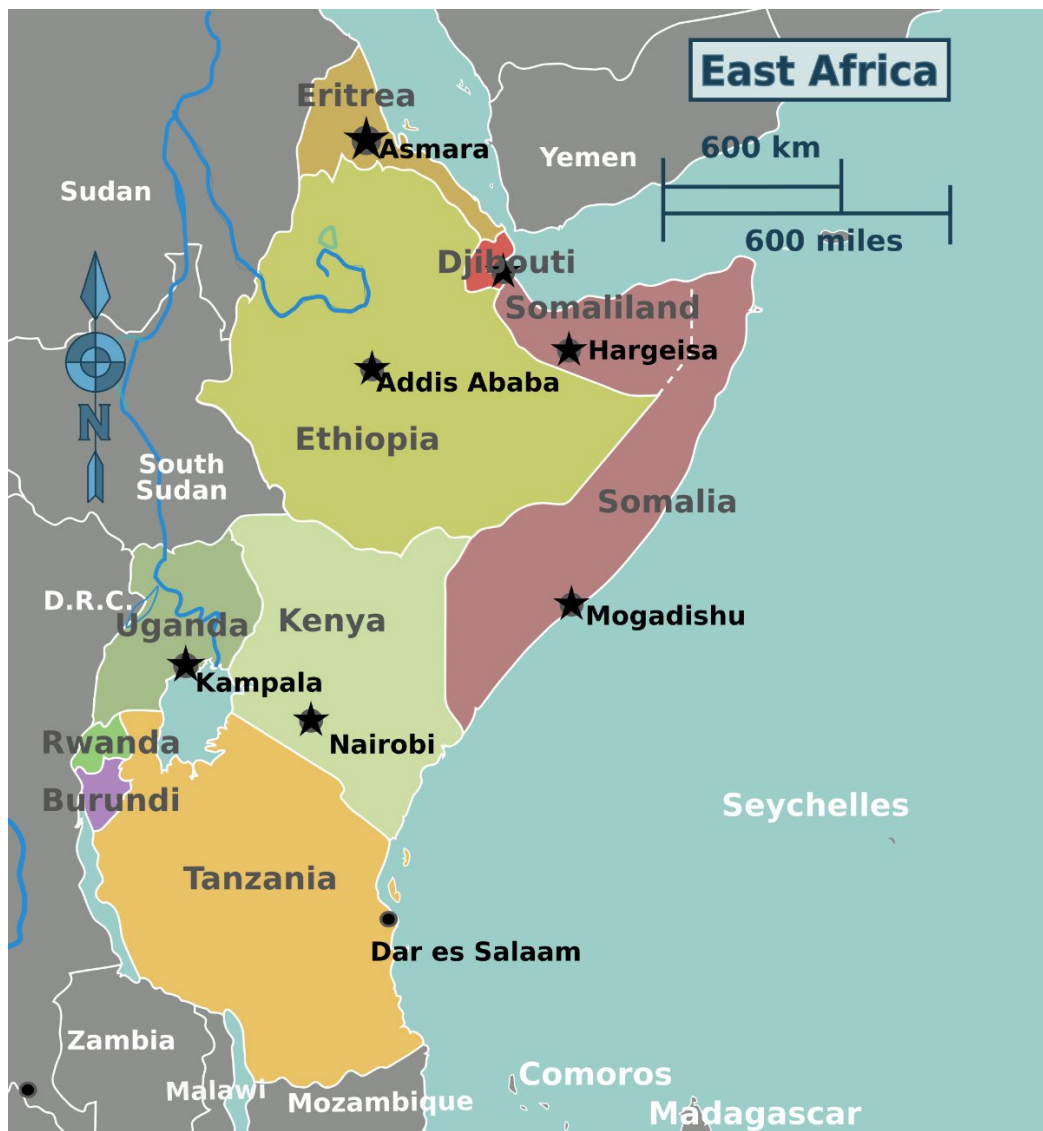 East Africa
Eritrea
Asmara
Yemen
600 km
600 miles
Sudan
Djibouti
Somaliland
Hargeisa
Addis Ababa
Ethiopia
N
South
Sudan
Somalia
D.R.C.
Uganda
Kenya
Mogadishu
Kampala
Nairobi
Rwanda
Burundi
Seychelles
Tanzania
Dar es Salaam
Zambia
Malawi
Mozambique
Comoros
Madagascar